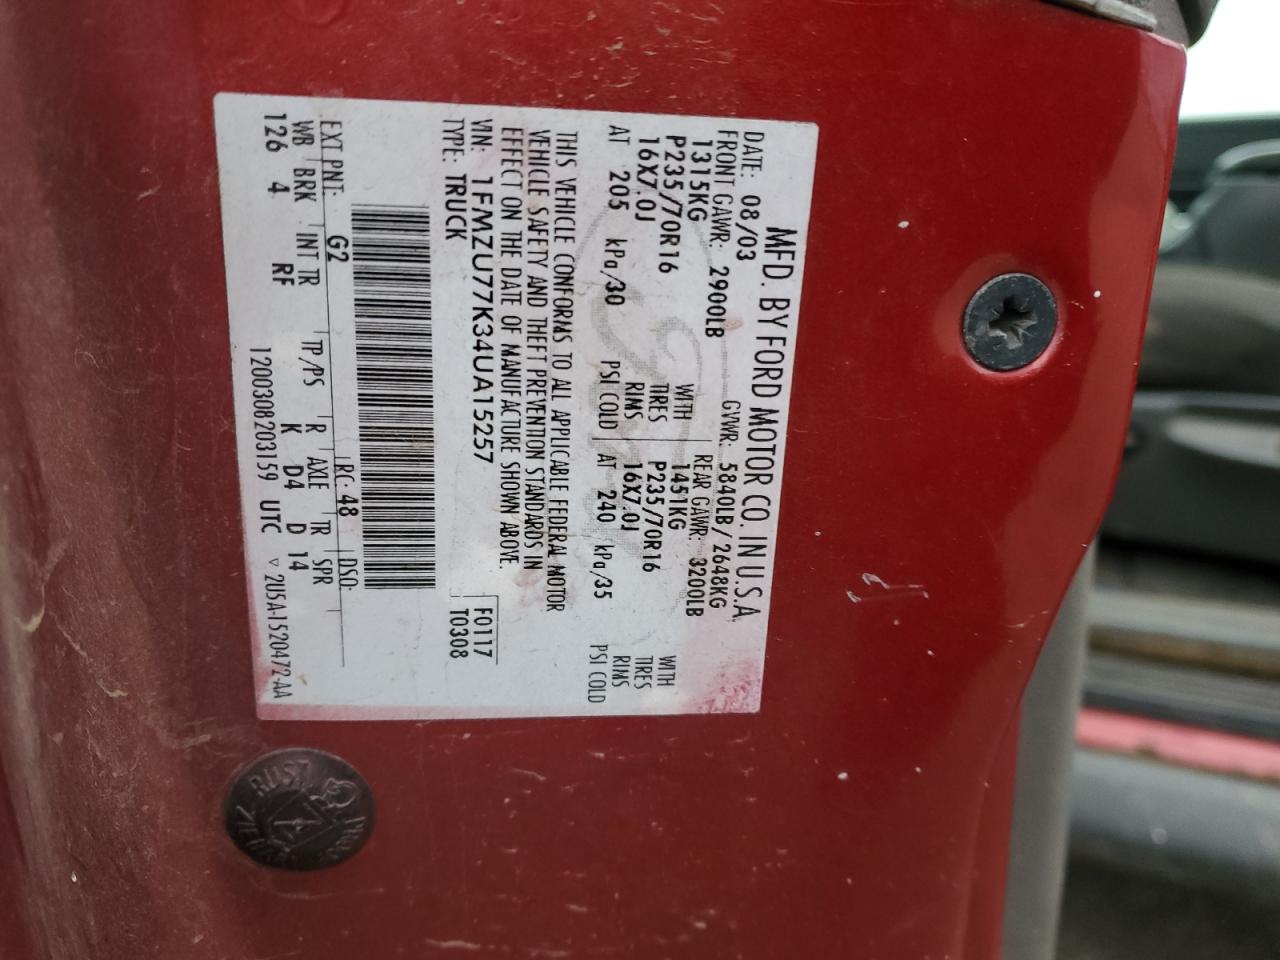 MFD. BY FORD MOTOR CO. IN U.S.A.
DATE: 08/03 GVWR: 5840LB/2648KG
FRONT GAWR: 2900LB REAR GAWR: 3200LB
1315KG WITH 1451KG WITH
P235/70R16 TIRES P235/70R16 TIRES
16X7.0J RIMS 16X7.0J RIMS
AT 205 kPa/30 PSI COLD AT 240 kPa/35 PSI COLD
THIS VEHICLE CONFORMS TO ALL APPLICABLE FEDERAL MOTOR
VEHICLE SAFETY AND THEFT PREVENTION STANDARDS IN
EFFECT ON THE DATE OF MANUFACTURE SHOWN ABOVE.
VIN: 1FMZU77K34UA15257 F0117
TYPE: TRUCK T0308
EXT PNT: G2 RC: 48 DSO:
WB BRK INT TR TP/PS R AXLE TR SPR
126 4 RF K D4 D 14
1200308203159 UTC ▽ 2U5A-1520472-AA
RUST